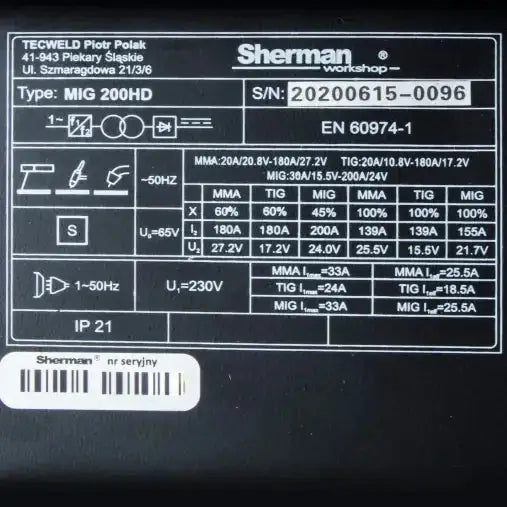 TECWELD Piotr Polak
41-943 Piekary Śląskie
Ul. Szmaragdowa 21/3/6
Sherman ®
workshop
Type: MIG 200HD
S/N: 20200615-0096
1~ f₁ f₂
EN 60974-1
MMA:20A/20.8V-180A/27.2V TIG:20A/10.8V-180A/17.2V
MIG:30A/15.5V-200A/24V
~50HZ
MMA TIG MIG MMA TIG MIG
X 60% 60% 45% 100% 100% 100%
S U₀=65V I₂ 180A 180A 200A 139A 139A 155A
U₂ 27.2V 17.2V 24.0V 25.5V 15.5V 21.7V
1~50Hz U₁=230V
MMA I₁max=33A MMA I₁eff=25.5A
TIG I₁max=24A TIG I₁eff=18.5A
MIG I₁max=33A MIG I₁eff=25.5A
IP 21
Sherman® nr seryjny